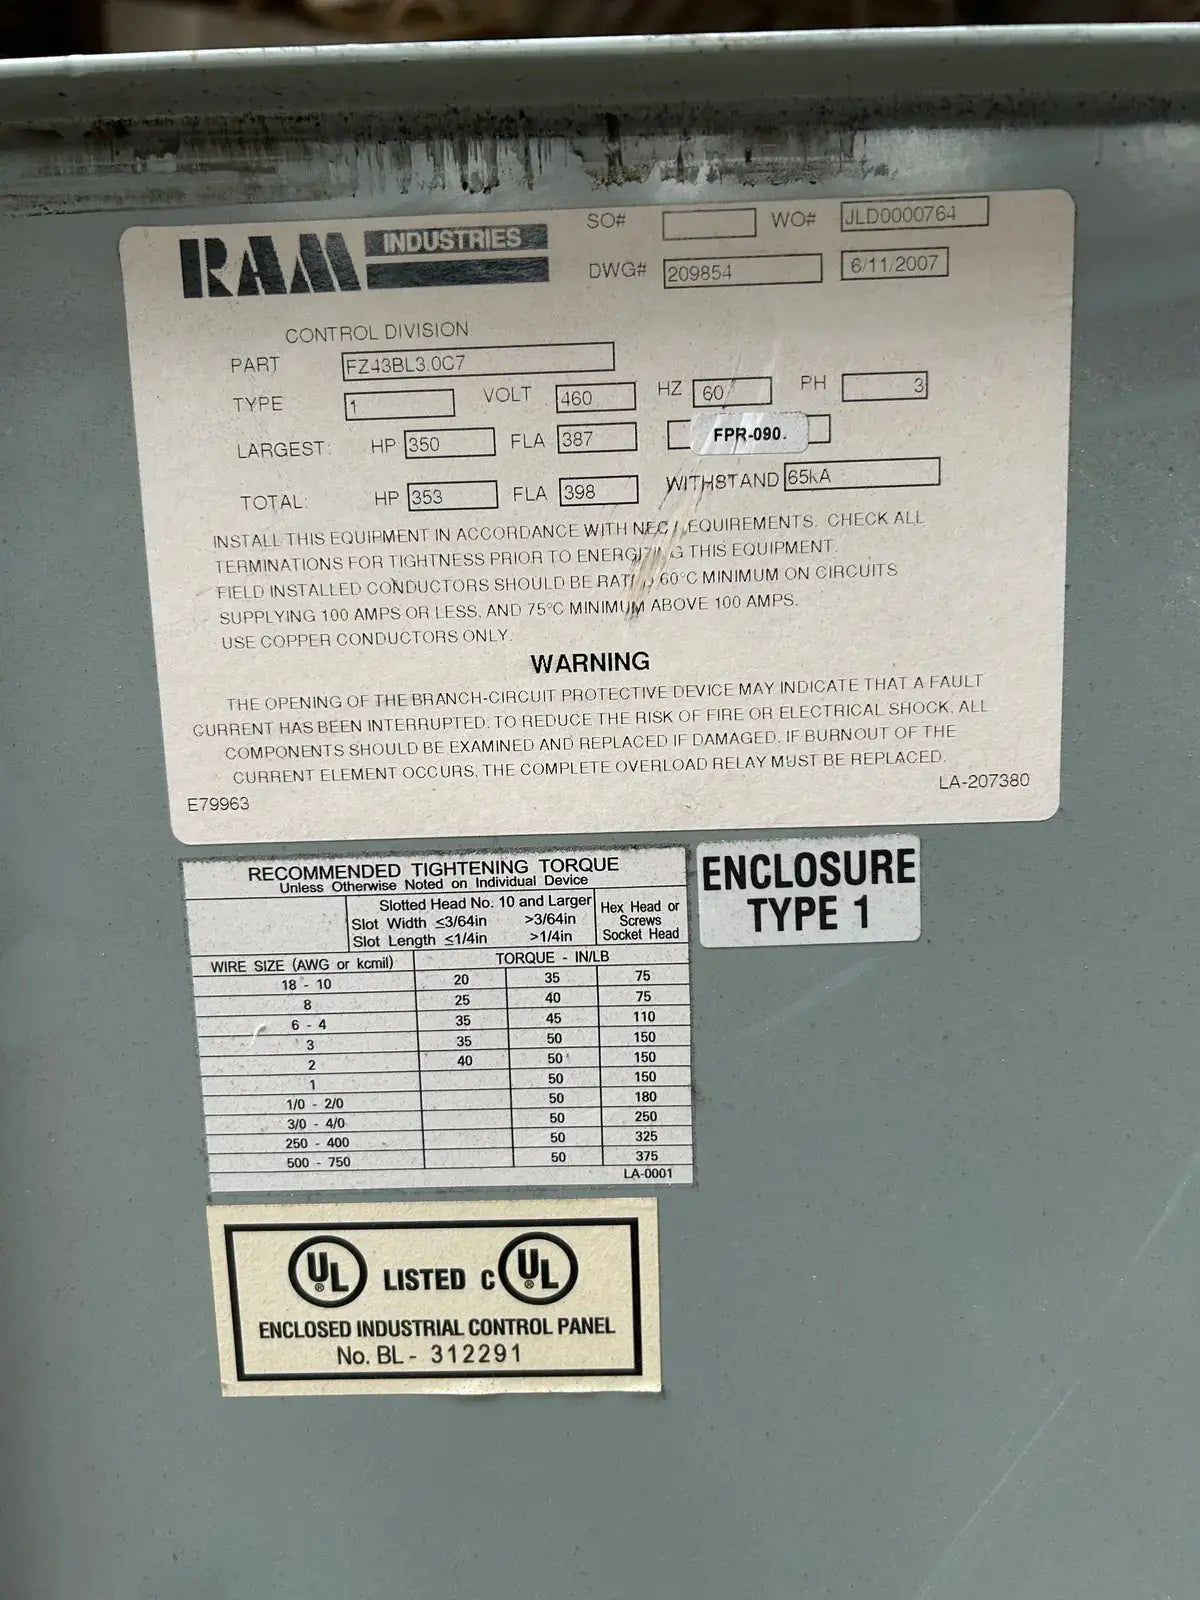 RAM INDUSTRIES
SO# WO# JLD0000764
DWG# 209854 6/11/2007
CONTROL DIVISION
PART FZ43BL3.0C7
TYPE 1 VOLT 460 HZ 60 PH 3
LARGEST: HP 350 FLA 387 FPR-090.
TOTAL: HP 353 FLA 398 WITHSTAND 65kA
INSTALL THIS EQUIPMENT IN ACCORDANCE WITH NEC REQUIREMENTS. CHECK ALL
TERMINATIONS FOR TIGHTNESS PRIOR TO ENERGIZING THIS EQUIPMENT.
FIELD INSTALLED CONDUCTORS SHOULD BE RATED 60°C MINIMUM ON CIRCUITS
SUPPLYING 100 AMPS OR LESS, AND 75°C MINIMUM ABOVE 100 AMPS.
USE COPPER CONDUCTORS ONLY.
WARNING
THE OPENING OF THE BRANCH-CIRCUIT PROTECTIVE DEVICE MAY INDICATE THAT A FAULT
CURRENT HAS BEEN INTERRUPTED. TO REDUCE THE RISK OF FIRE OR ELECTRICAL SHOCK, ALL
COMPONENTS SHOULD BE EXAMINED AND REPLACED IF DAMAGED. IF BURNOUT OF THE
CURRENT ELEMENT OCCURS, THE COMPLETE OVERLOAD RELAY MUST BE REPLACED.
E79963 LA-207380
RECOMMENDED TIGHTENING TORQUE
Unless Otherwise Noted on Individual Device
Slotted Head No. 10 and Larger Hex Head or
Slot Width ≤3/64in >3/64in Screws
Slot Length ≤1/4in >1/4in Socket Head
WIRE SIZE (AWG or kcmil) TORQUE - IN/LB
18 - 10 20 35 75
8 25 40 75
6 - 4 35 45 110
3 35 50 150
2 40 50 150
1 50 150
1/0 - 2/0 50 180
3/0 - 4/0 50 250
250 - 400 50 325
500 - 750 50 375
LA-0001
ENCLOSURE
TYPE 1
UL ® LISTED C UL ®
ENCLOSED INDUSTRIAL CONTROL PANEL
No. BL - 312291